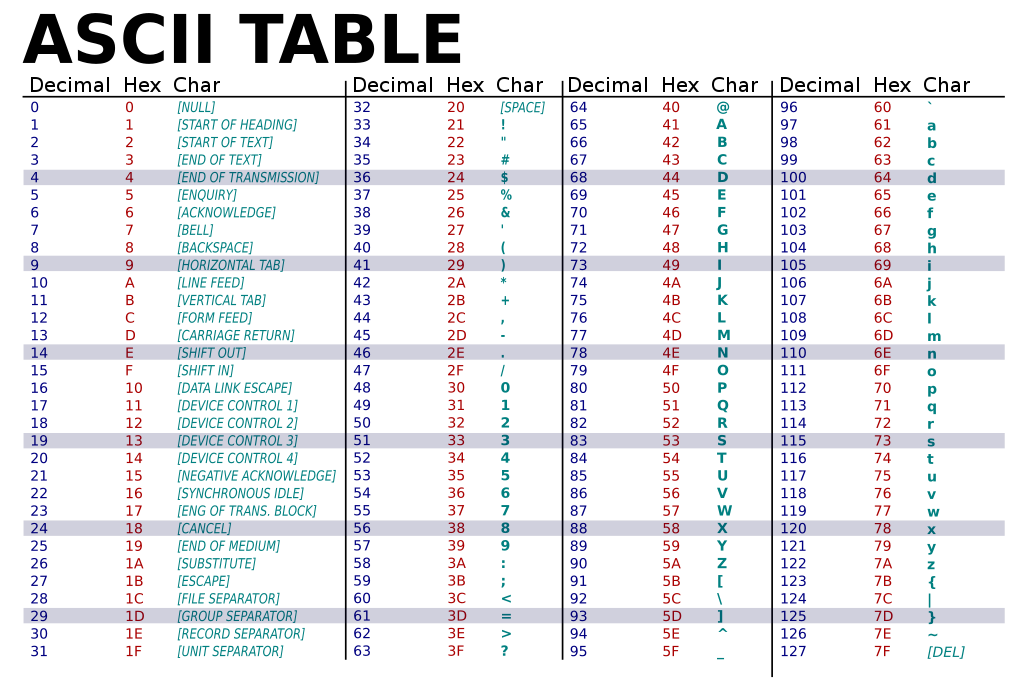 ASCII TABLE
Decimal Hex Char Decimal Hex Char Decimal Hex Char Decimal Hex Char
0 0 [NULL] 32 20 [SPACE] 64 40 @ 96 60 `
1 1 [START OF HEADING] 33 21 ! 65 41 A 97 61 a
2 2 [START OF TEXT] 34 22 " 66 42 B 98 62 b
3 3 [END OF TEXT] 35 23 # 67 43 C 99 63 c
4 4 [END OF TRANSMISSION] 36 24 $ 68 44 D 100 64 d
5 5 [ENQUIRY] 37 25 % 69 45 E 101 65 e
6 6 [ACKNOWLEDGE] 38 26 & 70 46 F 102 66 f
7 7 [BELL] 39 27 ' 71 47 G 103 67 g
8 8 [BACKSPACE] 40 28 ( 72 48 H 104 68 h
9 9 [HORIZONTAL TAB] 41 29 ) 73 49 I 105 69 i
10 A [LINE FEED] 42 2A * 74 4A J 106 6A j
11 B [VERTICAL TAB] 43 2B + 75 4B K 107 6B k
12 C [FORM FEED] 44 2C , 76 4C L 108 6C l
13 D [CARRIAGE RETURN] 45 2D - 77 4D M 109 6D m
14 E [SHIFT OUT] 46 2E . 78 4E N 110 6E n
15 F [SHIFT IN] 47 2F / 79 4F O 111 6F o
16 10 [DATA LINK ESCAPE] 48 30 0 80 50 P 112 70 p
17 11 [DEVICE CONTROL 1] 49 31 1 81 51 Q 113 71 q
18 12 [DEVICE CONTROL 2] 50 32 2 82 52 R 114 72 r
19 13 [DEVICE CONTROL 3] 51 33 3 83 53 S 115 73 s
20 14 [DEVICE CONTROL 4] 52 34 4 84 54 T 116 74 t
21 15 [NEGATIVE ACKNOWLEDGE] 53 35 5 85 55 U 117 75 u
22 16 [SYNCHRONOUS IDLE] 54 36 6 86 56 V 118 76 v
23 17 [ENG OF TRANS. BLOCK] 55 37 7 87 57 W 119 77 w
24 18 [CANCEL] 56 38 8 88 58 X 120 78 x
25 19 [END OF MEDIUM] 57 39 9 89 59 Y 121 79 y
26 1A [SUBSTITUTE] 58 3A : 90 5A Z 122 7A z
27 1B [ESCAPE] 59 3B ; 91 5B [ 123 7B {
28 1C [FILE SEPARATOR] 60 3C < 92 5C \ 124 7C |
29 1D [GROUP SEPARATOR] 61 3D = 93 5D ] 125 7D }
30 1E [RECORD SEPARATOR] 62 3E > 94 5E ^ 126 7E ~
31 1F [UNIT SEPARATOR] 63 3F ? 95 5F _ 127 7F [DEL]